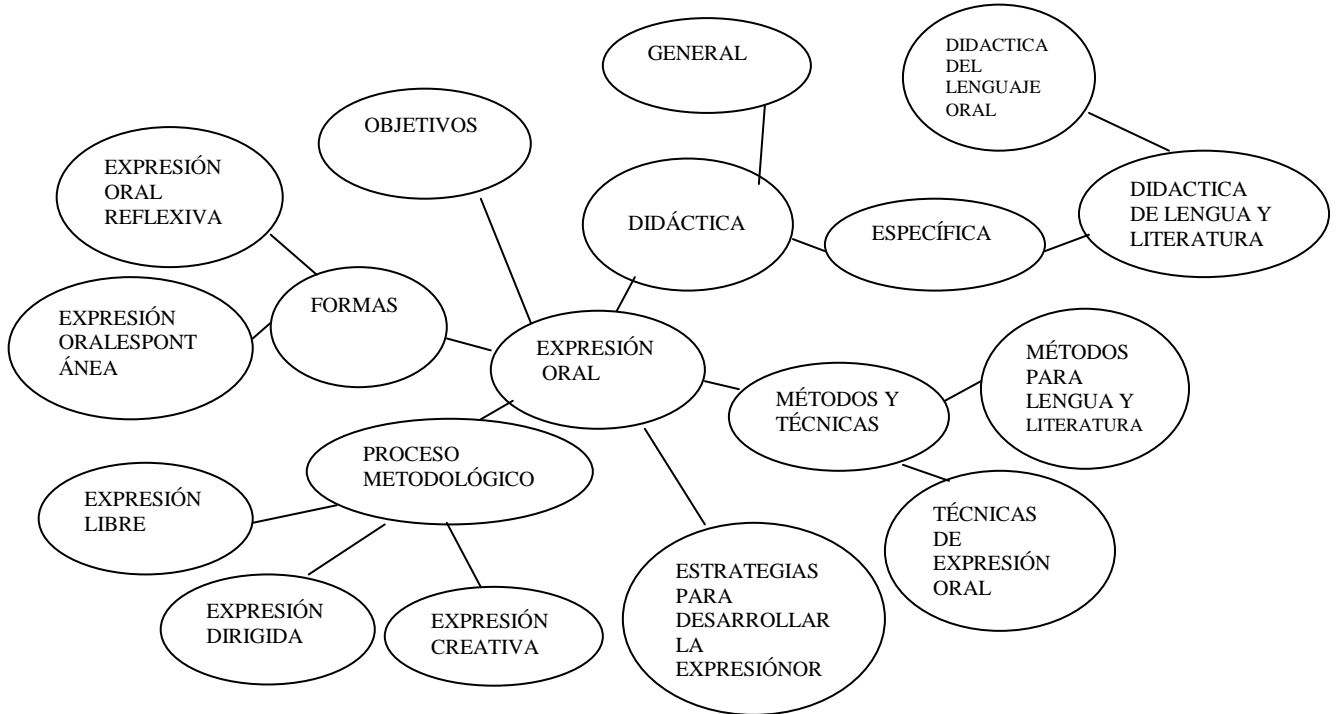 GENERAL
DIDACTICA
DEL
LENGUAJE
ORAL
OBJETIVOS
EXPRESIÓN
ORAL
REFLEXIVA
DIDÁCTICA
ESPECÍFICA
DIDACTICA
DE LENGUA Y
LITERATURA
FORMAS
EXPRESIÓN
ORALESPONT
ÁNEA
EXPRESIÓN
ORAL
MÉTODOS Y
TÉCNICAS
MÉTODOS
PARA
LENGUA Y
LITERATURA
PROCESO
METODOLÓGICO
EXPRESIÓN
LIBRE
TÉCNICAS
DE
EXPRESIÓN
ORAL
EXPRESIÓN
DIRIGIDA
EXPRESIÓN
CREATIVA
ESTRATEGIAS
PARA
DESARROLLAR
LA
EXPRESIÓNOR